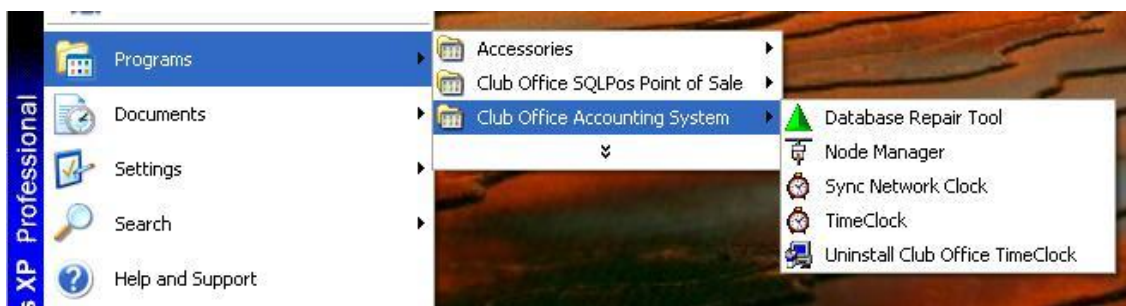 s XP Professional
Programs
Documents
Settings
Search
Help and Support
Accessories
Club Office SQLPos Point of Sale
Club Office Accounting System
Database Repair Tool
Node Manager
Sync Network Clock
TimeClock
Uninstall Club Office TimeClock